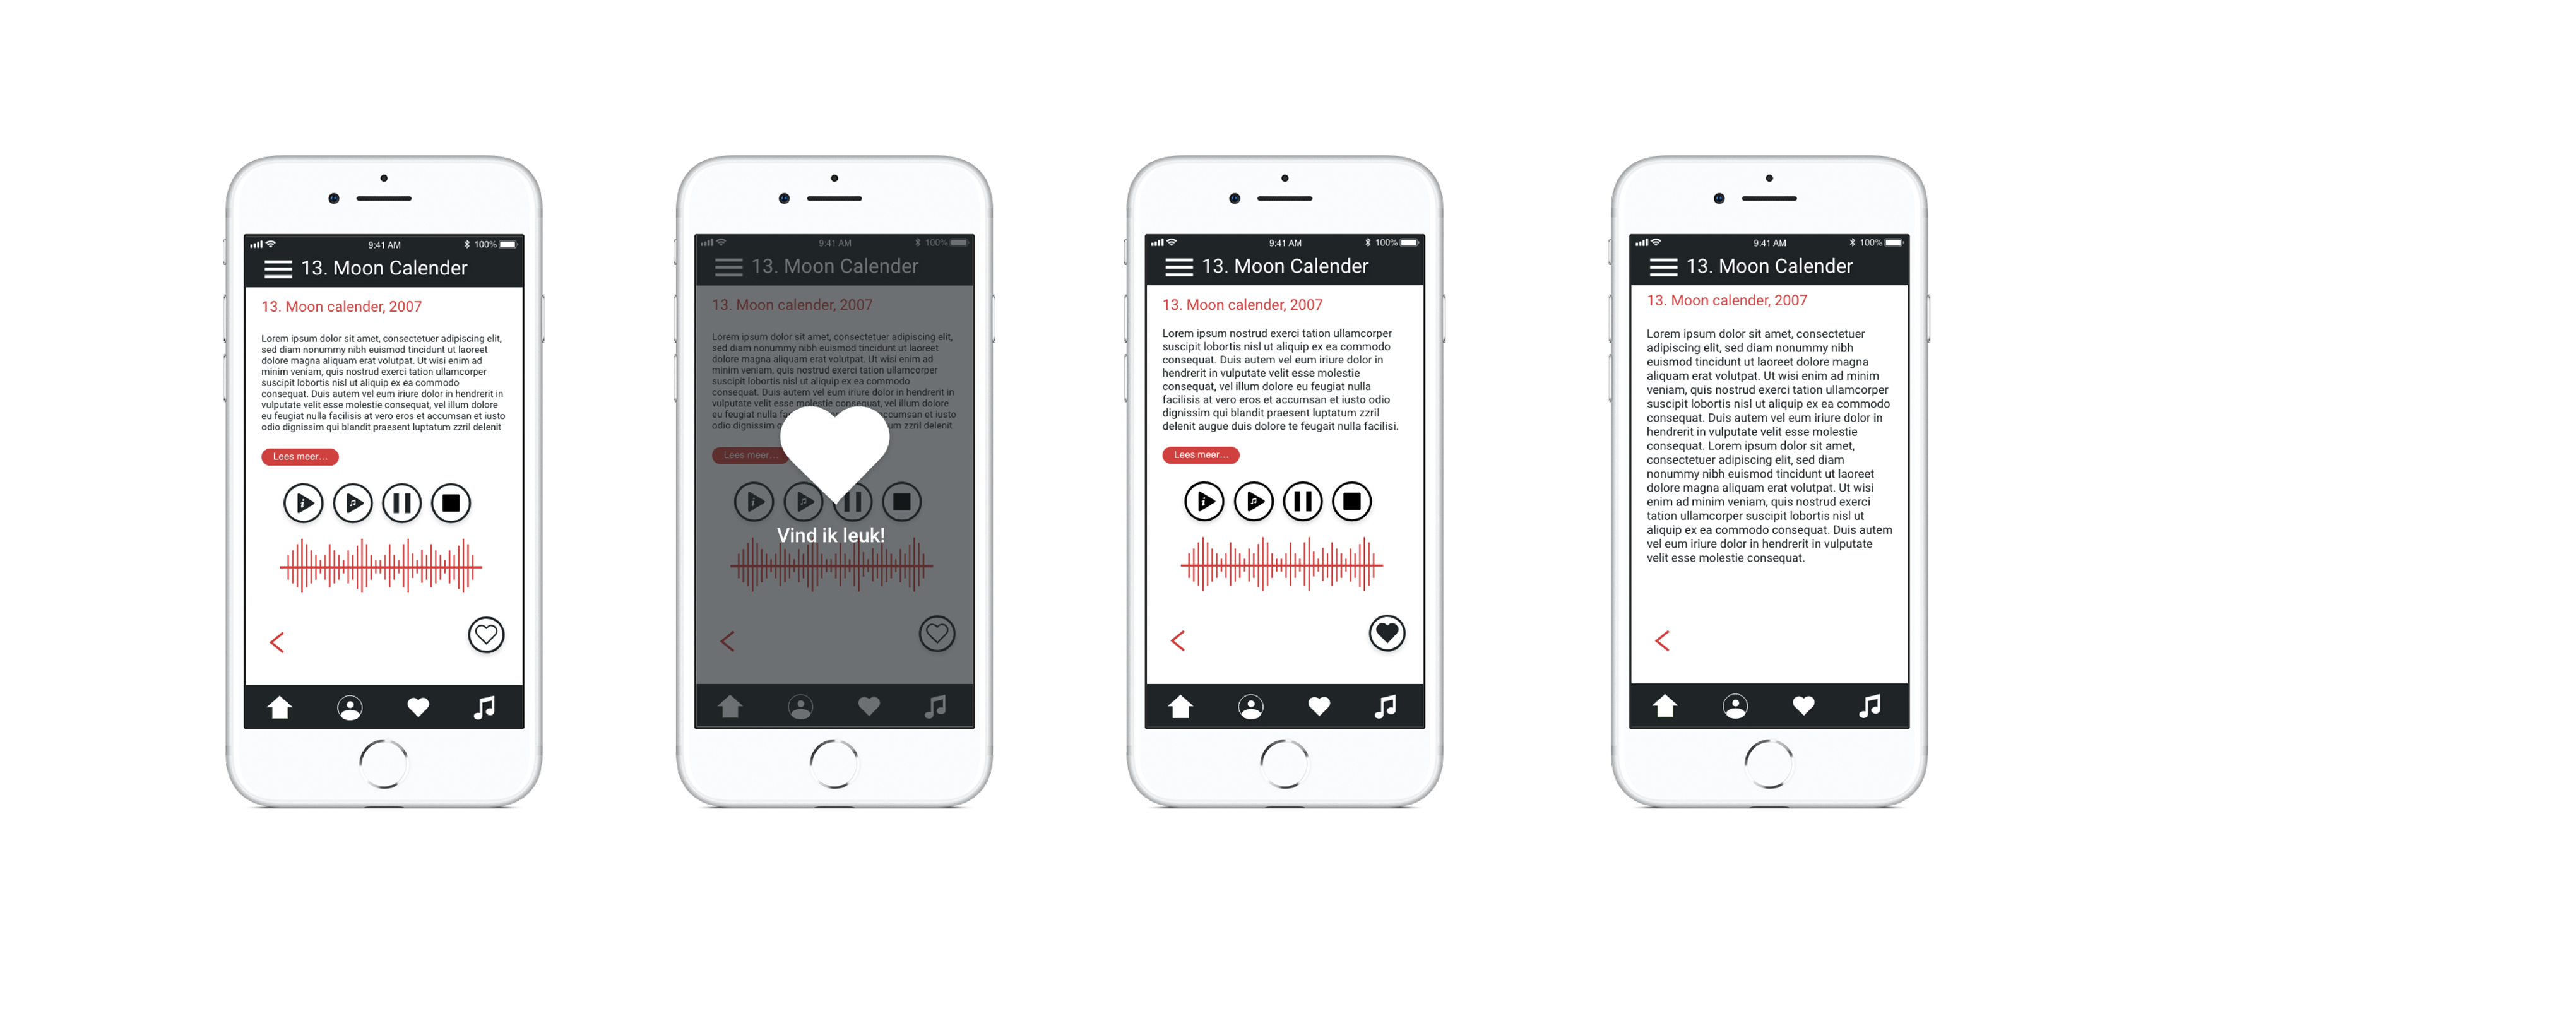 9:41 AM
100%
13. Moon Calender
13. Moon calender, 2007
Lorem ipsum dolor sit amet, consectetuer adipiscing elit,
sed diam nonummy nibh euismod tincidunt ut laoreet
dolore magna aliquam erat volutpat. Ut wisi enim ad
minim veniam, quis nostrud exerci tation ullamcorper
suscipit lobortis nisl ut aliquip ex ea commodo
consequat. Duis autem vel eum iriure dolor in hendrerit in
vulputate velit esse molestie consequat, vel illum dolore
eu feugiat nulla facilisis at vero eros et accumsan et iusto
odio dignissim qui blandit praesent luptatum zzril delenit
Lees meer...
9:41 AM
100%
13. Moon Calender
13. Moon calender, 2007
Lorem ipsum dolor sit amet, consectetuer adipiscing elit,
sed diam nonummy nibh euismod tincidunt ut laoreet
dolore magna aliquam erat volutpat. Ut wisi enim ad
minim veniam, quis nostrud exerci tation ullamcorper
suscipit lobortis nisl ut aliquip ex ea commodo
consequat. Duis autem vel eum iriure dolor in hendrerit in
vulputate velit esse molestie consequat, vel illum dolore
eu feugiat nulla accumsan et iusto
odio dignissim zzril delenit
Lees meer...
Vind ik leuk!
9:41 AM
100%
13. Moon Calender
13. Moon calender, 2007
Lorem ipsum nostrud exerci tation ullamcorper
suscipit lobortis nisl ut aliquip ex ea commodo
consequat. Duis autem vel eum iriure dolor in
hendrerit in vulputate velit esse molestie
consequat, vel illum dolore eu feugiat nulla
facilisis at vero eros et accumsan et iusto odio
dignissim qui blandit praesent luptatum zzril
delenit augue duis dolore te feugait nulla facilisi.
Lees meer...
9:41 AM
100%
13. Moon Calender
13. Moon calender, 2007
Lorem ipsum dolor sit amet, consectetuer
adipiscing elit, sed diam nonummy nibh
euismod tincidunt ut laoreet dolore magna
aliquam erat volutpat. Ut wisi enim ad minim
veniam, quis nostrud exerci tation ullamcorper
suscipit lobortis nisl ut aliquip ex ea commodo
consequat. Duis autem vel eum iriure dolor in
hendrerit in vulputate velit esse molestie
consequat. Lorem ipsum dolor sit amet,
consectetuer adipiscing elit, sed diam
nonummy nibh euismod tincidunt ut laoreet
dolore magna aliquam erat volutpat. Ut wisi
enim ad minim veniam, quis nostrud exerci
tation ullamcorper suscipit lobortis nisl ut
aliquip ex ea commodo consequat. Duis autem
vel eum iriure dolor in hendrerit in vulputate
velit esse molestie consequat.